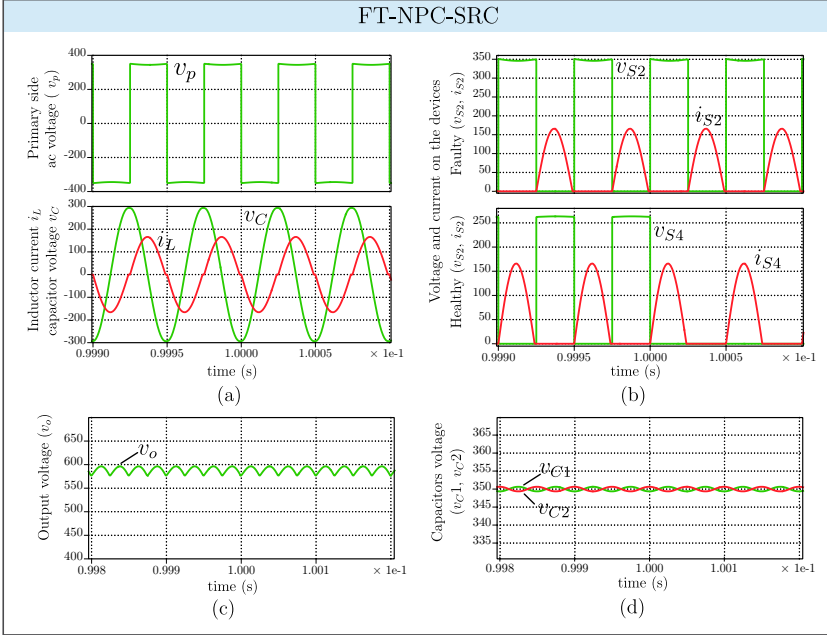 FT-NPC-SRC
Primary side
ac voltage ( v_p)
400
200
0
-200
-400
v_p
Inductor current i_L
capacitor voltage v_C
300
200
100
0
-100
-200
-300
v_C
i_L
0.9990
0.9995
1.0000
1.0005
× 1e-1
time (s)
(a)
Voltage and current on the devices
Faulty (v_S2, i_S2)
350
300
250
200
150
100
50
0
v_S2
i_S2
Healthy (v_S2, i_S2)
250
200
150
100
50
0
v_S4
i_S4
0.9990
0.9995
1.0000
1.0005
× 1e-1
time (s)
(b)
Output voltage (v_o)
650
600
550
500
450
400
v_o
0.998
0.999
1.000
1.001
× 1e-1
time (s)
(c)
Capacitors voltage
(v_C1, v_C2)
365
360
355
350
345
340
335
v_C1
v_C2
0.998
0.999
1.000
1.001
× 1e-1
time (s)
(d)